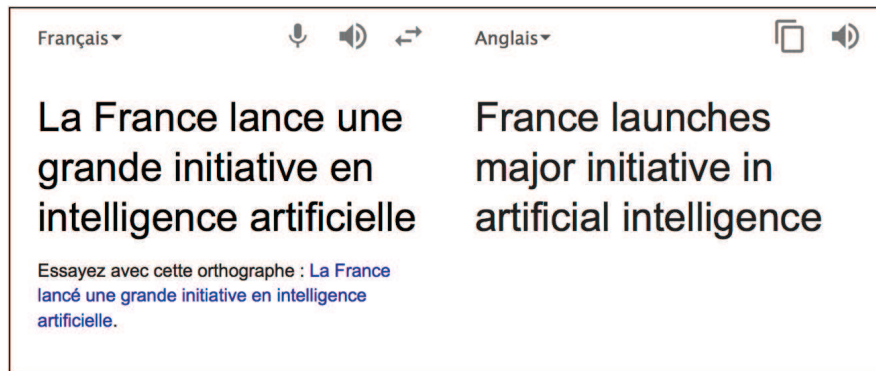 Français
Anglais
La France lance une
grande initiative en
intelligence artificielle
Essayez avec cette orthographe : La France
lancé une grande initiative en intelligence
artificielle.
France launches
major initiative in
artificial intelligence